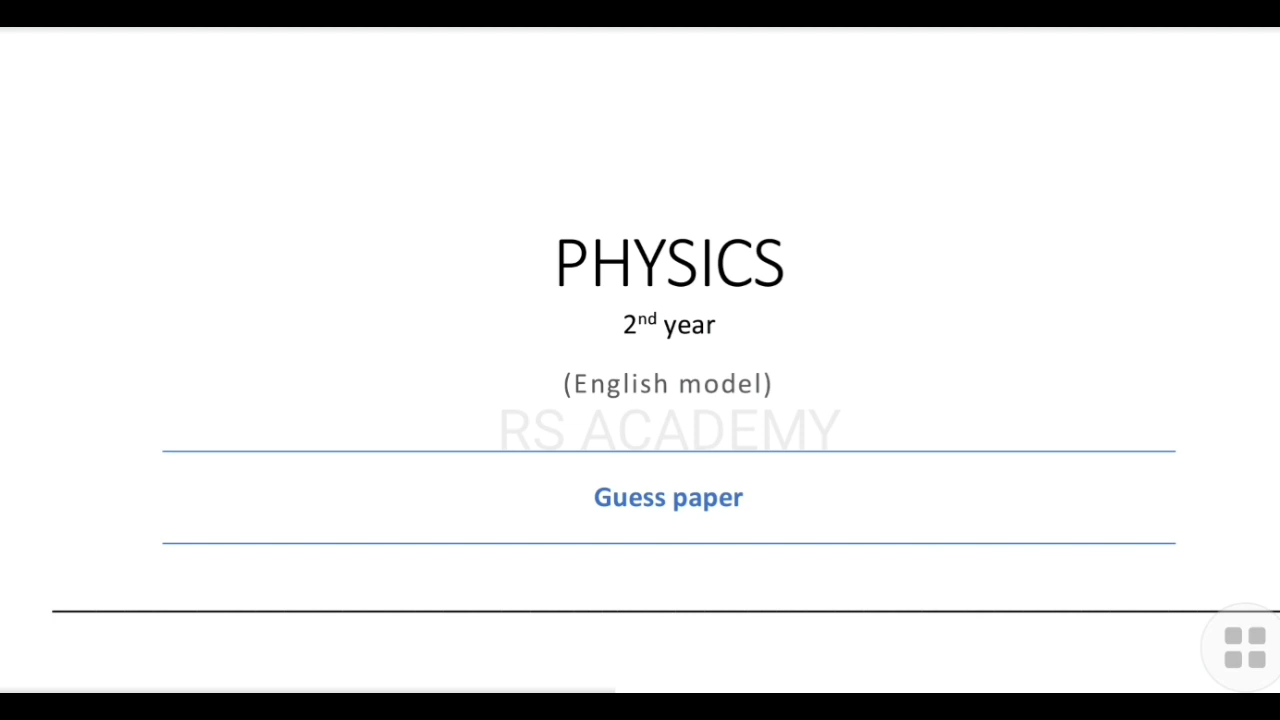 PHYSICS
2nd year
(English model)
RS ACADEMY
Guess paper